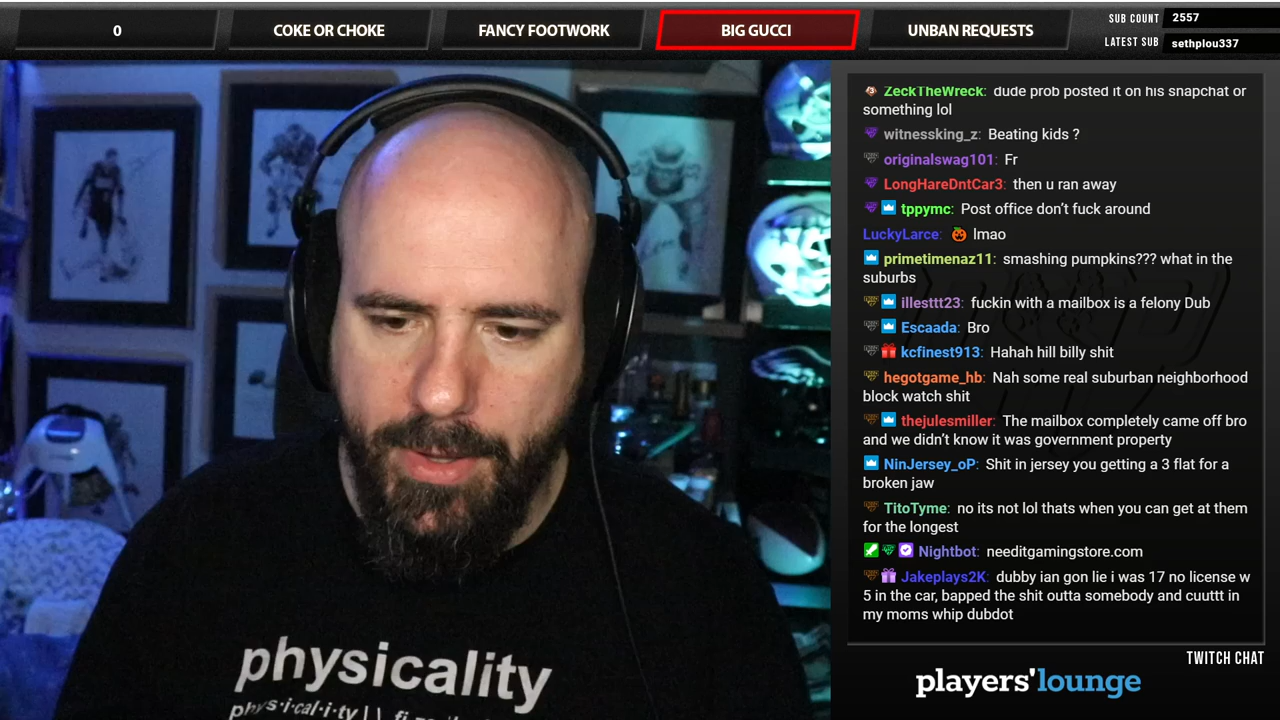 0
COKE OR CHOKE
FANCY FOOTWORK
BIG GUCCI
UNBAN REQUESTS
SUB COUNT 2557
LATEST SUB sethplou337
ZeckTheWreck: dude prob posted it on his snapchat or
something lol
witnessking_z: Beating kids ?
originalswag101: Fr
LongHareDntCar3: then u ran away
tppymc: Post office don’t fuck around
LuckyLarce: 🎃 lmao
primetimenaz11: smashing pumpkins??? what in the
suburbs
illesttt23: fuckin with a mailbox is a felony Dub
Escaada: Bro
kcfinest913: Hahah hill billy shit
hegotgame_hb: Nah some real suburban neighborhood
block watch shit
thejulesmiller: The mailbox completely came off bro
and we didn’t know it was government property
NinJersey_oP: Shit in jersey you getting a 3 flat for a
broken jaw
TitoTyme: no its not lol thats when you can get at them
for the longest
Nightbot: needitgamingstore.com
Jakeplays2K: dubby ian gon lie i was 17 no license w
5 in the car, bapped the shit outta somebody and cuuttt in
my moms whip dubdot
TWITCH CHAT
players'lounge
physicality
phys·i·cal·i·ty